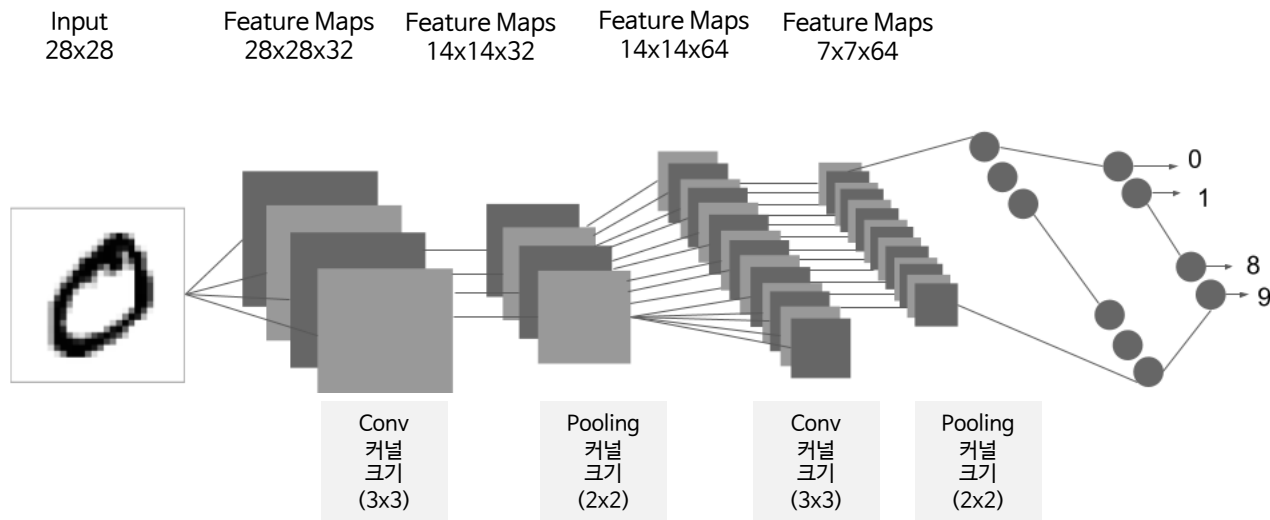 Input
28x28
Feature Maps
28x28x32
Feature Maps
14x14x32
Feature Maps
14x14x64
Feature Maps
7x7x64
0
1
8
9
Conv
커널
크기
(3x3)
Pooling
커널
크기
(2x2)
Conv
커널
크기
(3x3)
Pooling
커널
크기
(2x2)